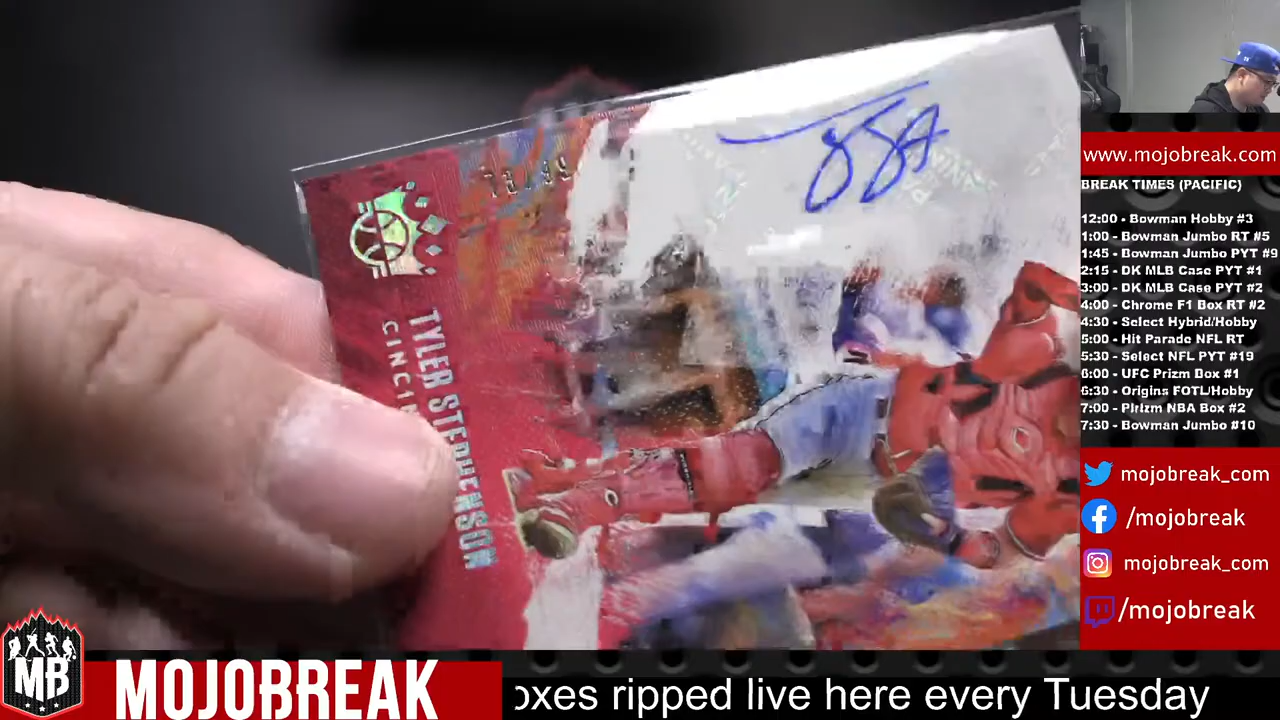 79/99
TYLER STEPHENSON
CINCIN
www.mojobreak.com
BREAK TIMES (PACIFIC)
12:00 - Bowman Hobby #3
1:00 - Bowman Jumbo RT #5
1:45 - Bowman Jumbo PYT #9
2:15 - DK MLB Case PYT #1
3:00 - DK MLB Case PYT #2
4:00 - Chrome F1 Box RT #2
4:30 - Select Hybrid/Hobby
5:00 - Hit Parade NFL RT
5:30 - Select NFL PYT #19
6:00 - UFC Prizm Box #1
6:30 - Origins FOTL/Hobby
7:00 - Plrizm NBA Box #2
7:30 - Bowman Jumbo #10
mojobreak_com
/mojobreak
mojobreak_com
/mojobreak
MB
MOJOBREAK
oxes ripped live here every Tuesday